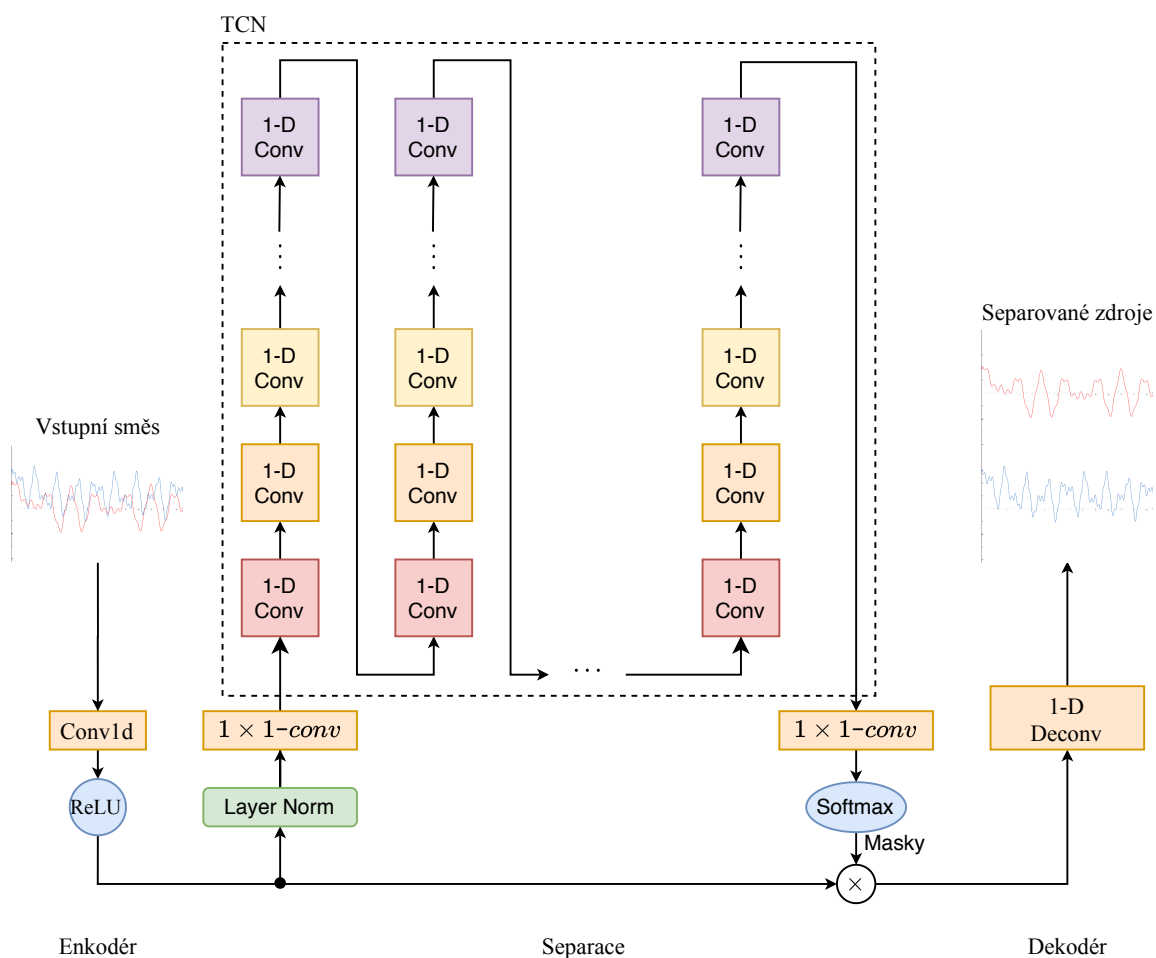 TCN
1-D
Conv
1-D
Conv
1-D
Conv
...
...
...
Separované zdroje
1-D
Conv
1-D
Conv
1-D
Conv
Vstupní směs
1-D
Conv
1-D
Conv
1-D
Conv
1-D
Conv
1-D
Conv
1-D
Conv
...
Conv1d
1 × 1-conv
1 × 1-conv
1-D
Deconv
ReLU
Layer Norm
Softmax
Masky
×
Enkodér
Separace
Dekodér